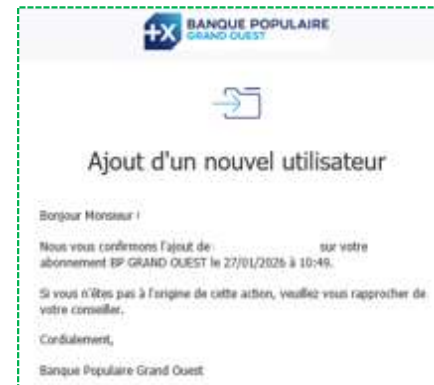 BANQUE POPULAIRE
GRAND OUEST
Ajout d'un nouvel utilisateur
Bonjour Monsieur !
Nous vous confirmons l'ajout de sur votre
abonnement BP GRAND OUEST le 27/01/2026 à 10:49.
Si vous n'êtes pas à l'origine de cette action, veuillez vous rapprocher de
votre conseiller.
Cordialement,
Banque Populaire Grand Ouest